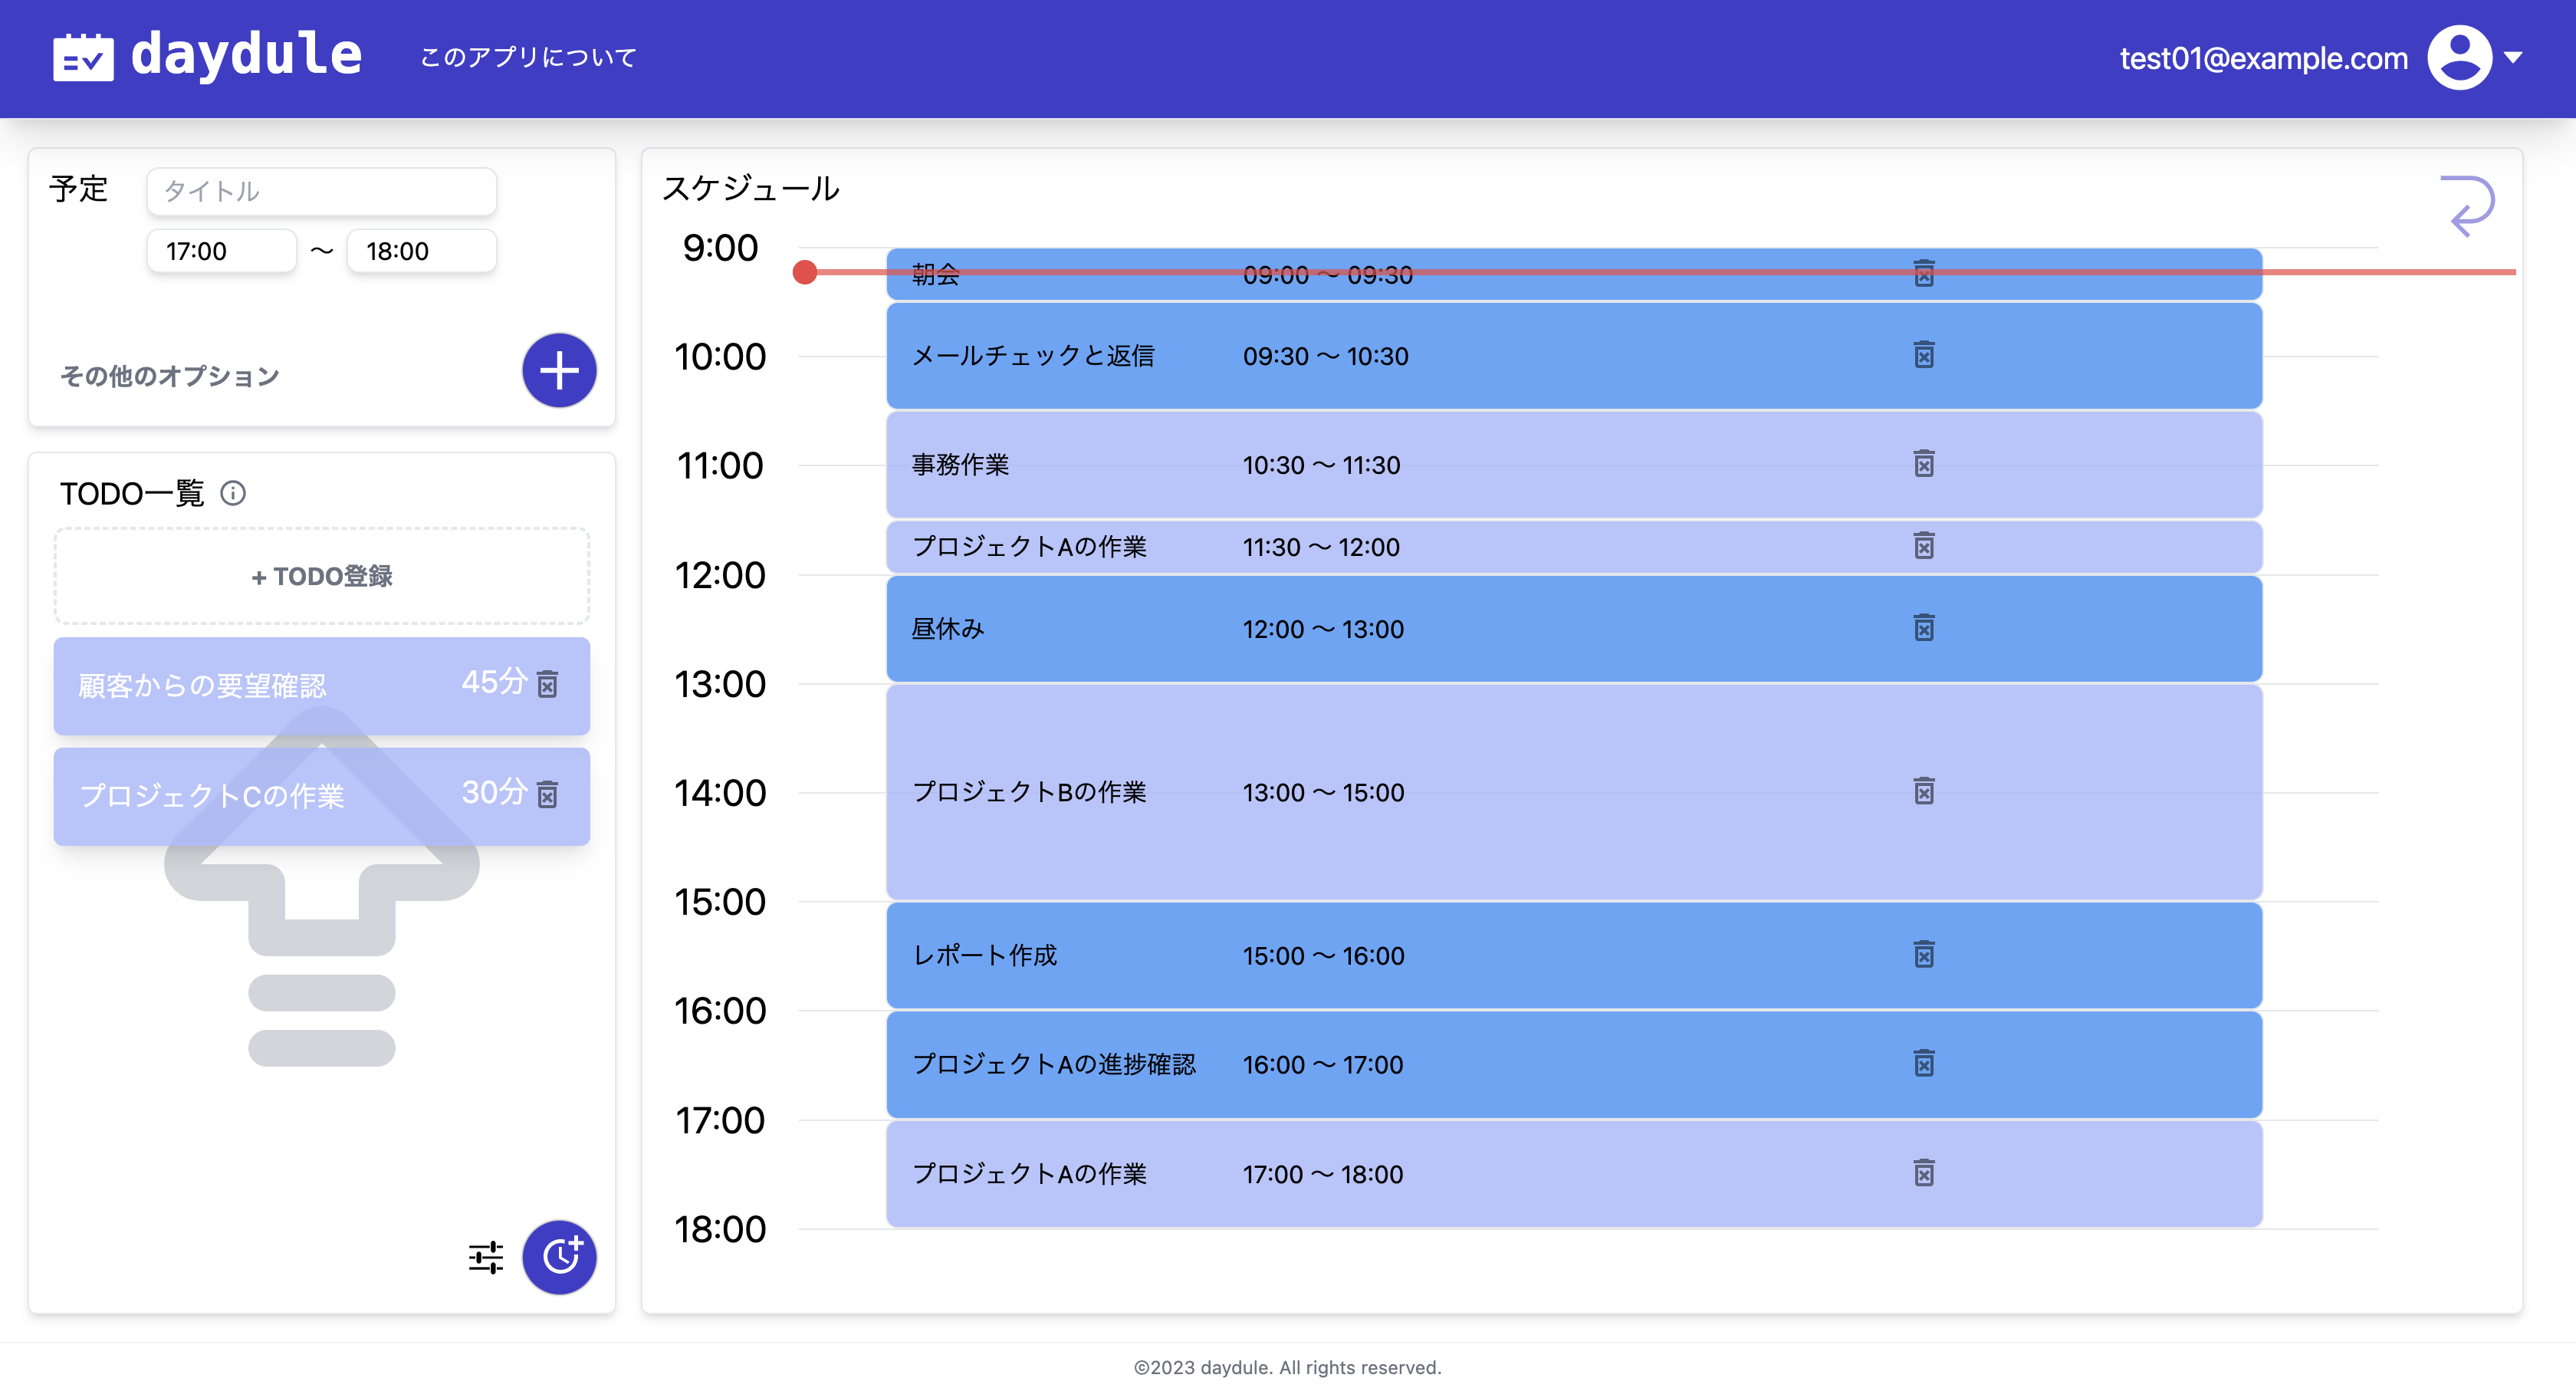 daydule
このアプリについて
test01@example.com
予定
タイトル
17:00 〜 18:00
その他のオプション
TODO一覧
+ TODO登録
顧客からの要望確認 45分
プロジェクトCの作業 30分
スケジュール
9:00
朝会 09:00 〜 09:30
メールチェックと返信 09:30 〜 10:30
10:00
事務作業 10:30 〜 11:30
11:00
プロジェクトAの作業 11:30 〜 12:00
12:00
昼休み 12:00 〜 13:00
13:00
プロジェクトBの作業 13:00 〜 15:00
14:00
15:00
レポート作成 15:00 〜 16:00
16:00
プロジェクトAの進捗確認 16:00 〜 17:00
17:00
プロジェクトAの作業 17:00 〜 18:00
18:00
©2023 daydule. All rights reserved.